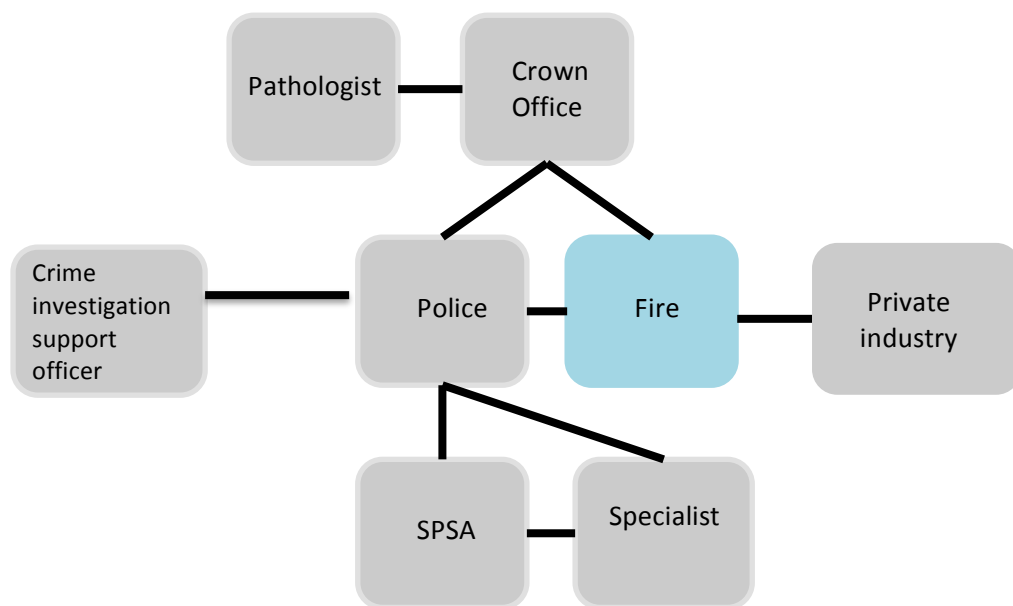 Pathologist
Crown
Office
Crime
investigation
support
officer
Police
Fire
Private
industry
SPSA
Specialist